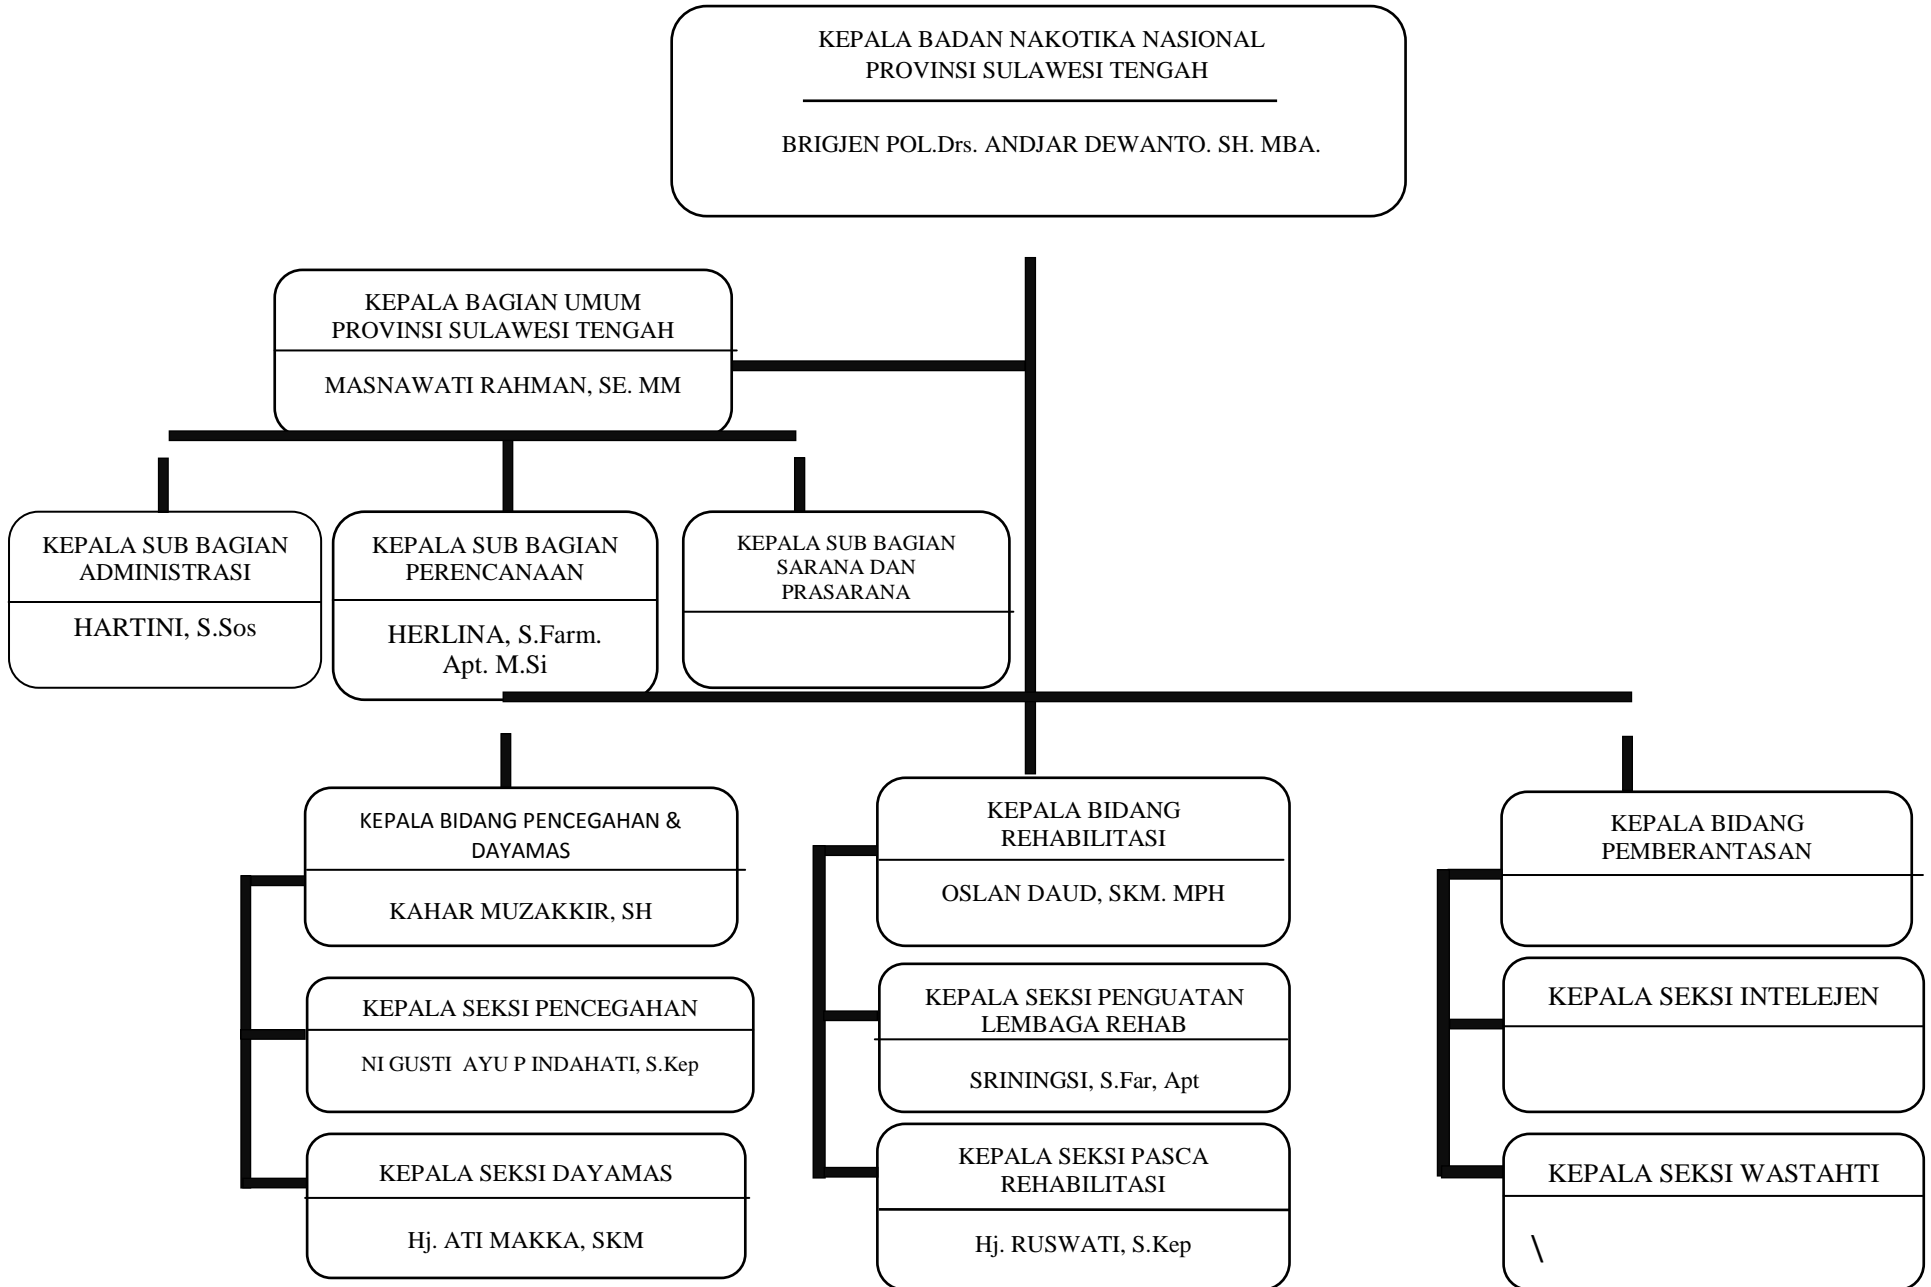 KEPALA BADAN NAKOTIKA NASIONAL
PROVINSI SULAWESI TENGAH
BRIGJEN POL.Drs. ANDJAR DEWANTO. SH. MBA.
KEPALA BAGIAN UMUM
PROVINSI SULAWESI TENGAH
MASNAWATI RAHMAN, SE. MM
KEPALA SUB BAGIAN
ADMINISTRASI
HARTINI, S.Sos
KEPALA SUB BAGIAN
PERENCANAAN
HERLINA, S.Farm.
Apt. M.Si
KEPALA SUB BAGIAN
SARANA DAN
PRASARANA
KEPALA BIDANG PENCEGAHAN &
DAYAMAS
KAHAR MUZAKKIR, SH
KEPALA SEKSI PENCEGAHAN
NI GUSTI AYU P INDAHATI, S.Kep
KEPALA SEKSI DAYAMAS
Hj. ATI MAKKA, SKM
KEPALA BIDANG
REHABILITASI
OSLAN DAUD, SKM. MPH
KEPALA SEKSI PENGUATAN
LEMBAGA REHAB
SRININGSI, S.Far, Apt
KEPALA SEKSI PASCA
REHABILITASI
Hj. RUSWATI, S.Kep
KEPALA BIDANG
PEMBERANTASAN
KEPALA SEKSI INTELEJEN
KEPALA SEKSI WASTAHTI
\